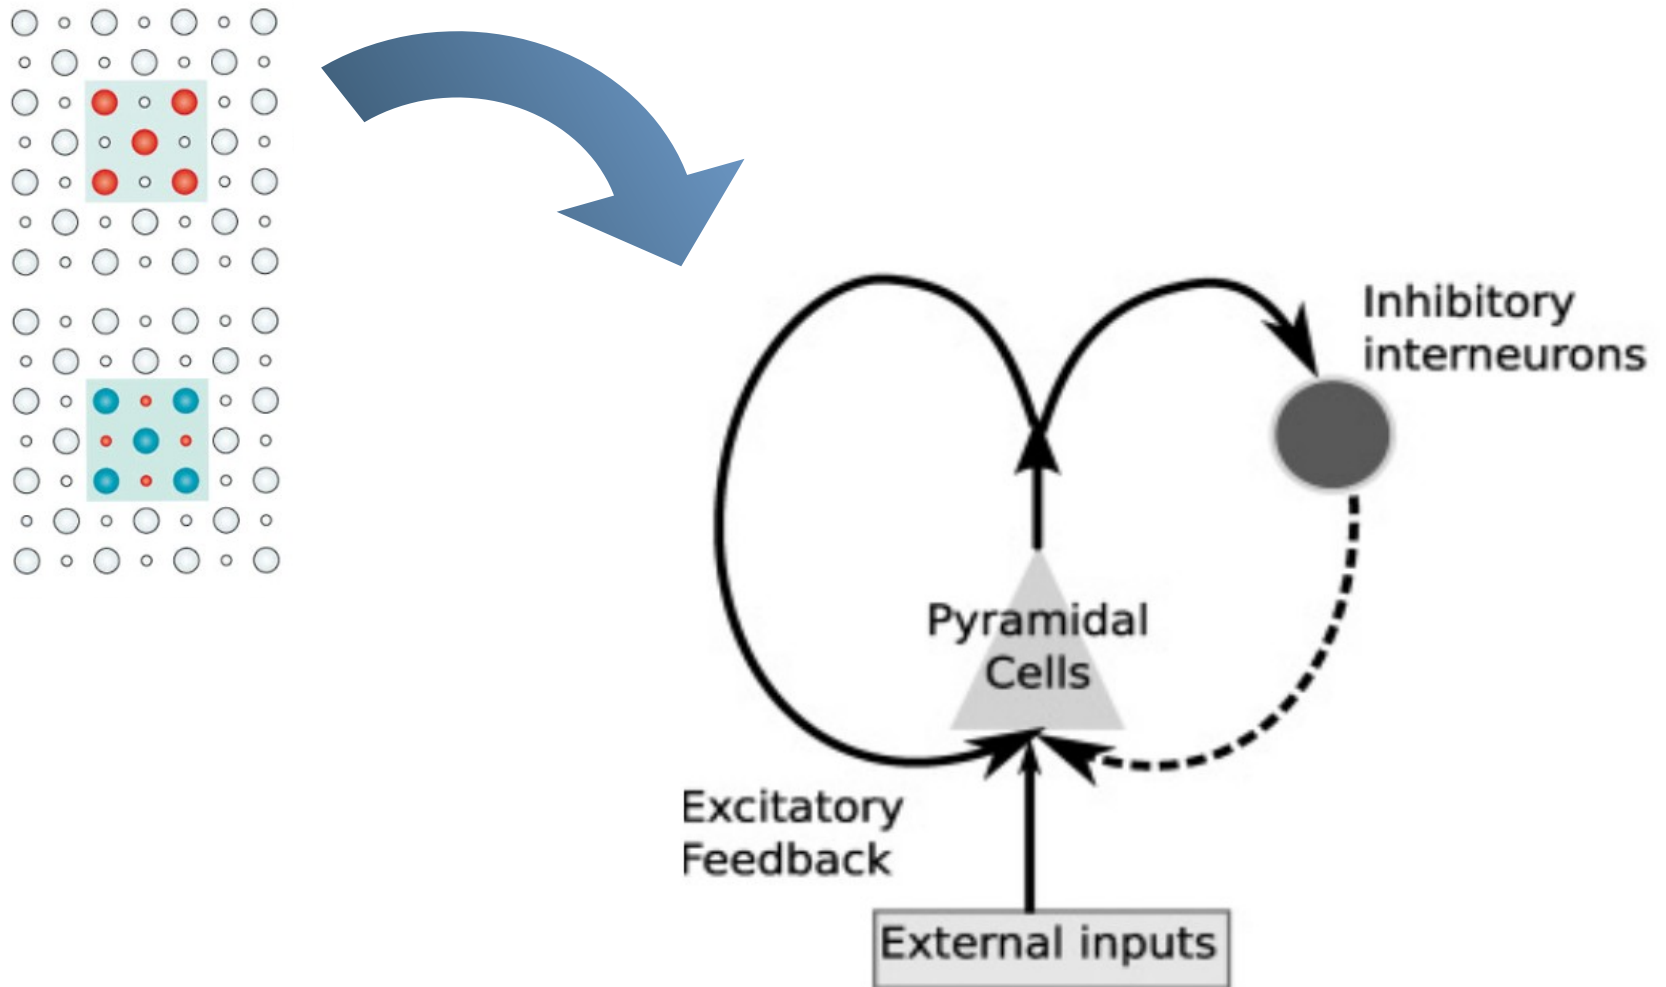 Inhibitory
interneurons
Pyramidal
Cells
Excitatory
Feedback
External inputs